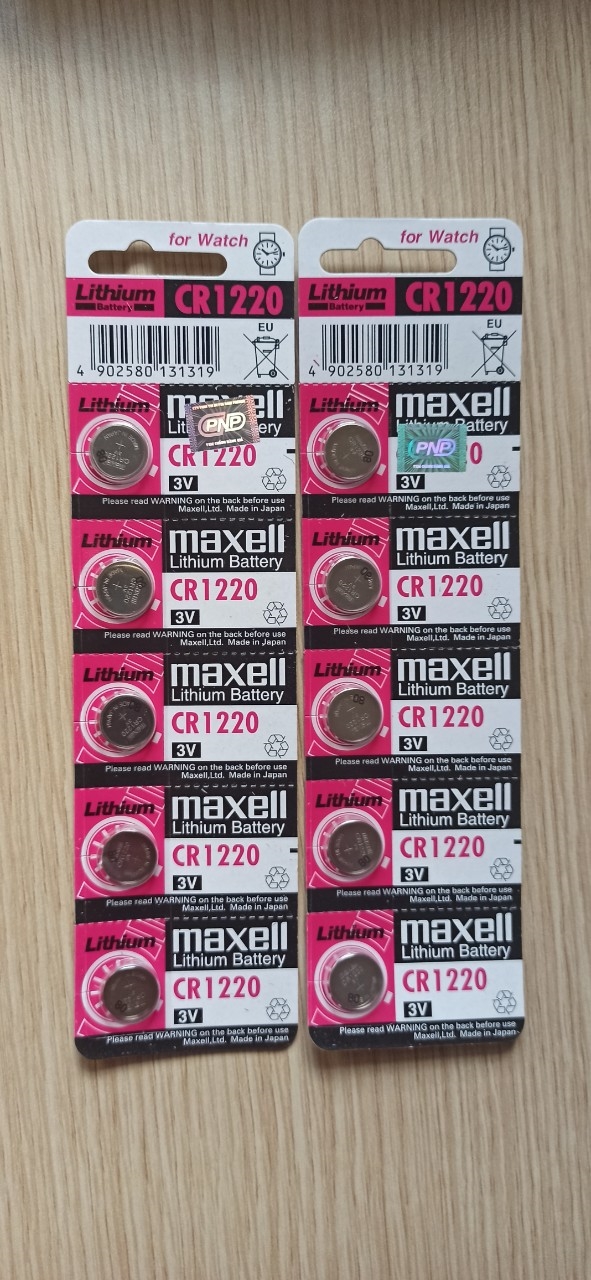 for Watch
Lithium
Battery
CR1220
EU
4 902580 131319
Lithium
maxell
PNP
CR1220
3V
Please read WARNING on the back before use
Maxell,Ltd. Made in Japan
Lithium
maxell
Lithium Battery
CR1220
3V
Please read WARNING on the back before use
Maxell,Ltd. Made in Japan
Lithium
maxell
Lithium Battery
CR1220
3V
Please read WARNING on the back before use
Maxell,Ltd. Made in Japan
Lithium
maxell
Lithium Battery
CR1220
3V
Please read WARNING on the back before use
Maxell,Ltd. Made in Japan
Lithium
maxell
Lithium Battery
CR1220
3V
Please read WARNING on the back before use
Maxell,Ltd. Made in Japan
for Watch
Lithium
Battery
CR1220
EU
4 902580 131319
Lithium
maxell
Battery
PNP
0
3V
Please read WARNING on the back before use
Maxell,Ltd. Made in Japan
Lithium
maxell
Lithium Battery
CR1220
3V
Please read WARNING on the back before use
Maxell,Ltd. Made in Japan
Lithium
maxell
Lithium Battery
CR1220
3V
Please read WARNING on the back before use
Maxell,Ltd. Made in Japan
Lithium
maxell
Lithium Battery
CR1220
3V
Please read WARNING on the back before use
Maxell,Ltd. Made in Japan
Lithium
maxell
Lithium Battery
CR1220
3V
Please read WARNING on the back before use
Maxell,Ltd. Made in Japan